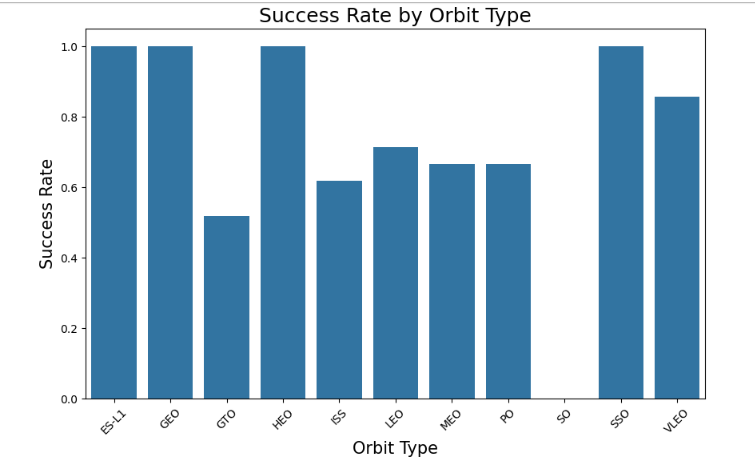 Success Rate by Orbit Type
Success Rate
1.0
0.8
0.6
0.4
0.2
0.0
ES-L1
GEO
GTO
HEO
ISS
LEO
MEO
PO
SO
SSO
VLEO
Orbit Type